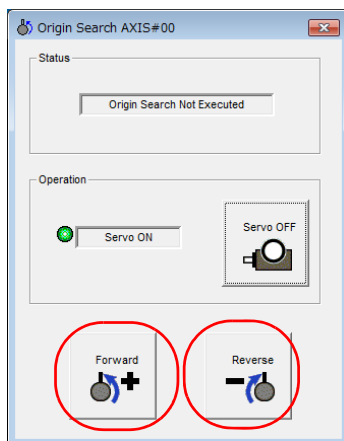 Origin Search AXIS#00
Status
Origin Search Not Executed
Operation
Servo ON
Servo OFF
Forward
Reverse